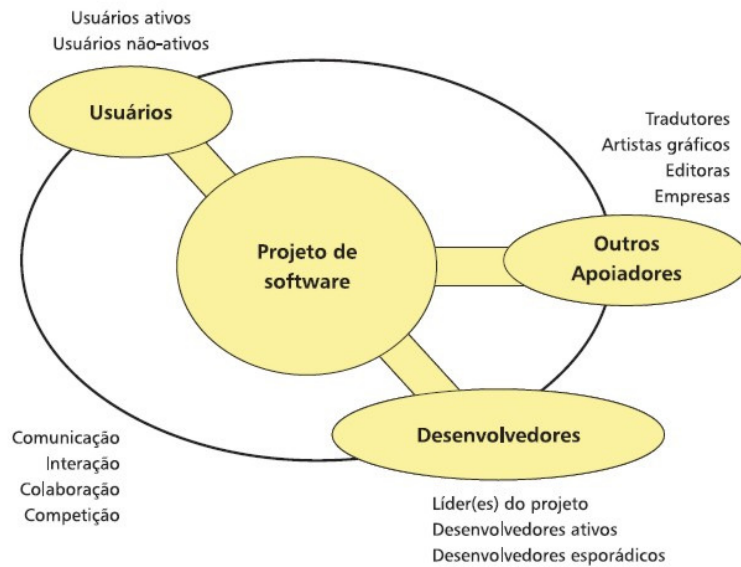 Usuários ativos
Usuários não-ativos
Usuários
Tradutores
Artistas gráficos
Editoras
Empresas
Projeto de
software
Outros
Apoiadores
Desenvolvedores
Comunicação
Interação
Colaboração
Competição
Líder(es) do projeto
Desenvolvedores ativos
Desenvolvedores esporádicos